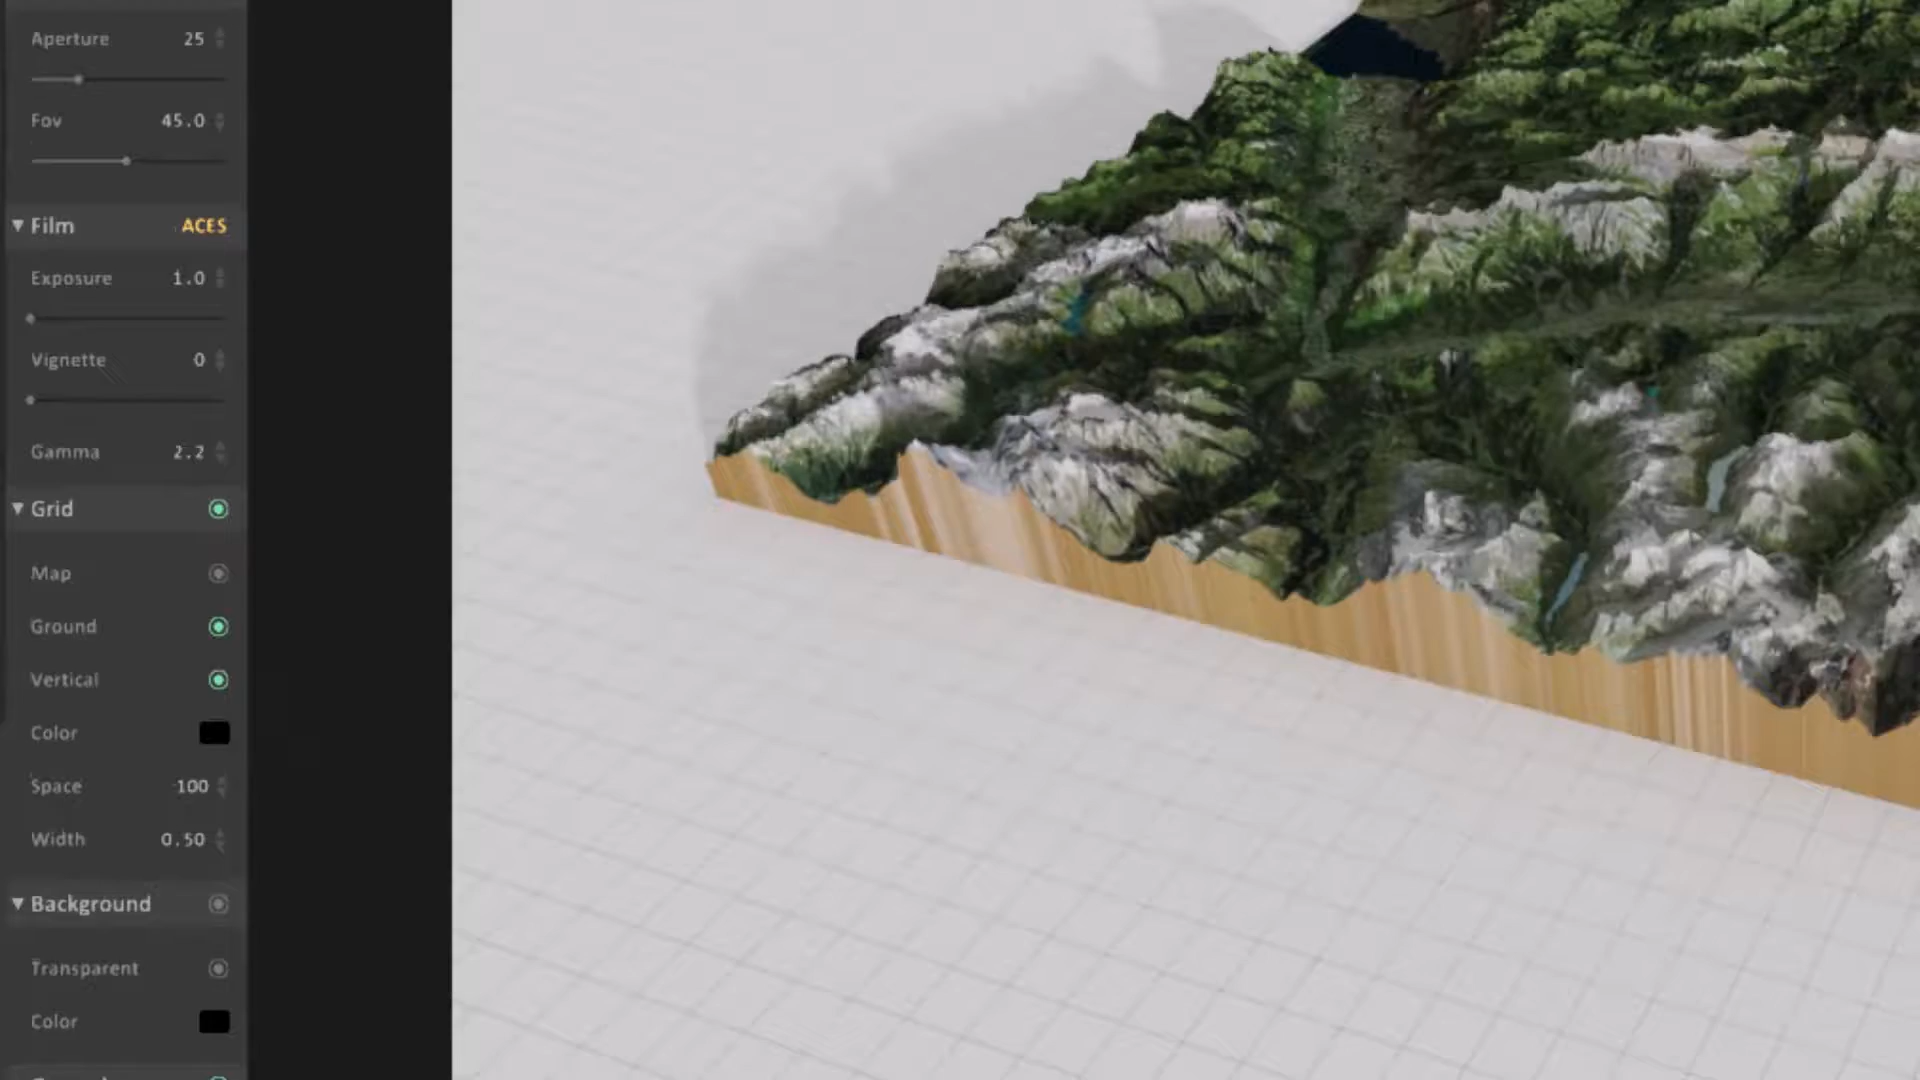 Aperture 25
Fov 45.0
Film ACES
Exposure 1.0
Vignette 0
Gamma 2.2
Grid
Map
Ground
Vertical
Color
Space 100
Width 0.50
Background
Transparent
Color